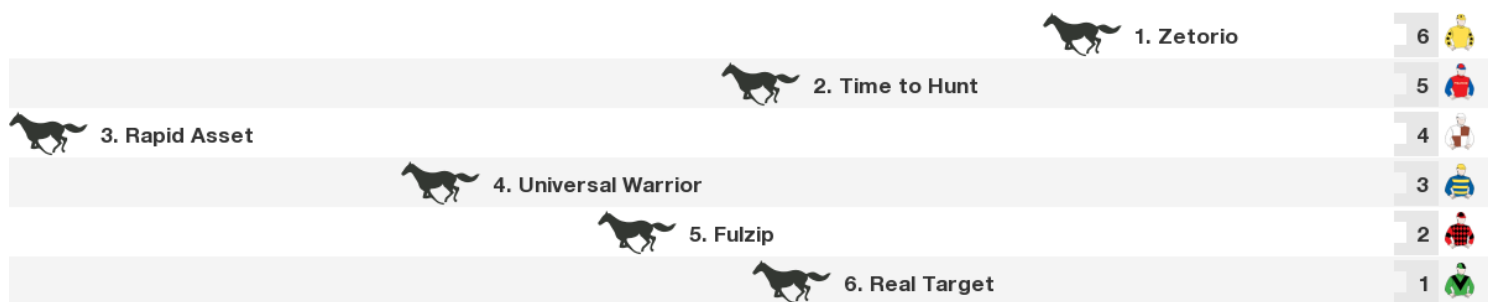 1. Zetorio 6
2. Time to Hunt 5
3. Rapid Asset 4
4. Universal Warrior 3
5. Fulzip 2
6. Real Target 1